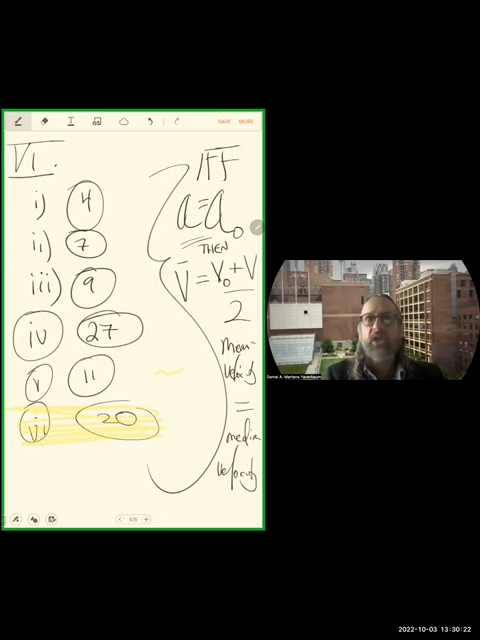 SAVE MORE
VI.
i) 4
ii) 7
iii) 9
iv 27
v 11
vi 20
IFF
a = a₀
THEN
V̄ = V₀ + V
2
Mean
Velocity
=
median
velocity
Daniel A. Martens Yaverbaum
5/5
2022-10-03 13:30:22